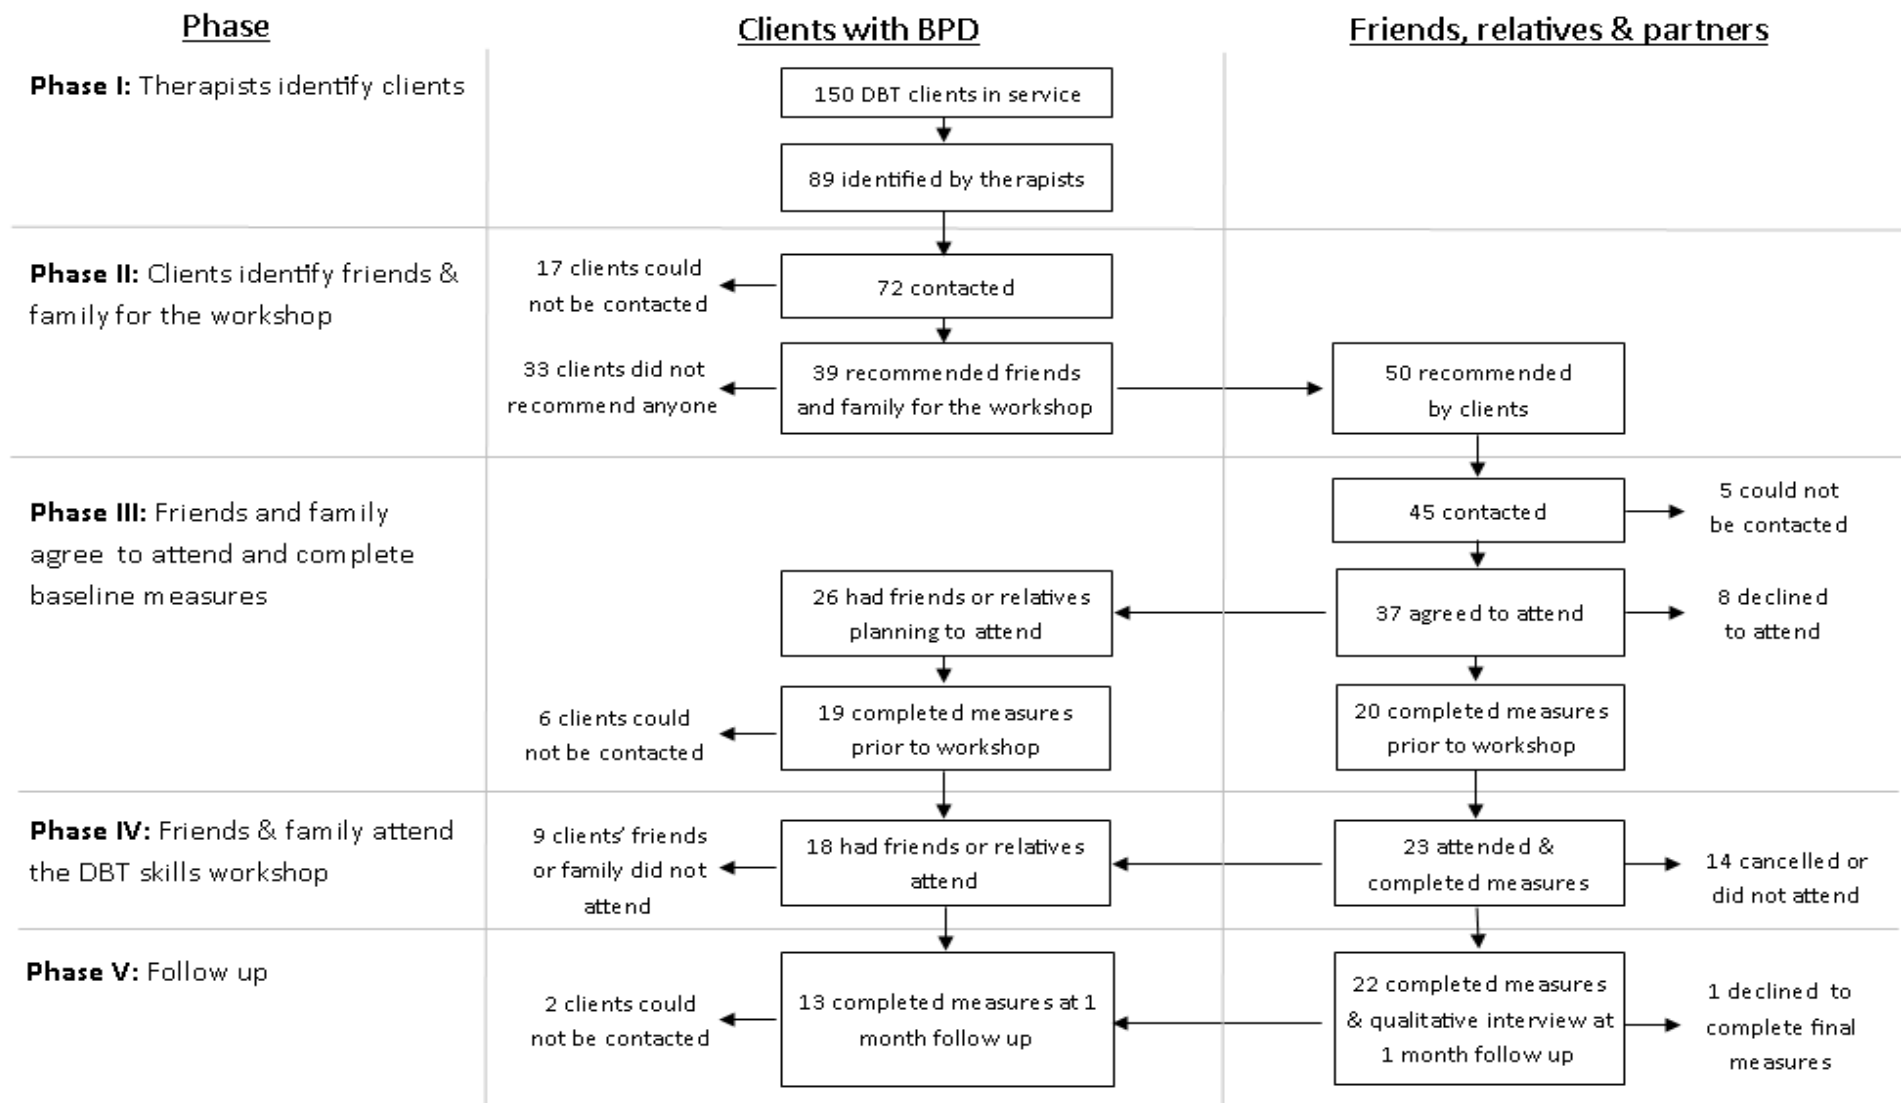 Phase
Clients with BPD
Friends, relatives & partners
Phase I: Therapists identify clients
150 DBT clients in service
89 identified by therapists
Phase II: Clients identify friends &
family for the workshop
17 clients could
not be contacted
72 contacted
33 clients did not
recommend anyone
39 recommended friends
and family for the workshop
50 recommended
by clients
Phase III: Friends and family
agree to attend and complete
baseline measures
45 contacted
5 could not
be contacted
26 had friends or relatives
planning to attend
37 agreed to attend
8 declined
to attend
6 clients could
not be contacted
19 completed measures
prior to workshop
20 completed measures
prior to workshop
Phase IV: Friends & family attend
the DBT skills workshop
9 clients' friends
or family did not
attend
18 had friends or relatives
attend
23 attended &
completed measures
14 cancelled or
did not attend
Phase V: Follow up
2 clients could
not be contacted
13 completed measures at 1
month follow up
22 completed measures
& qualitative interview at
1 month follow up
1 declined to
complete final
measures